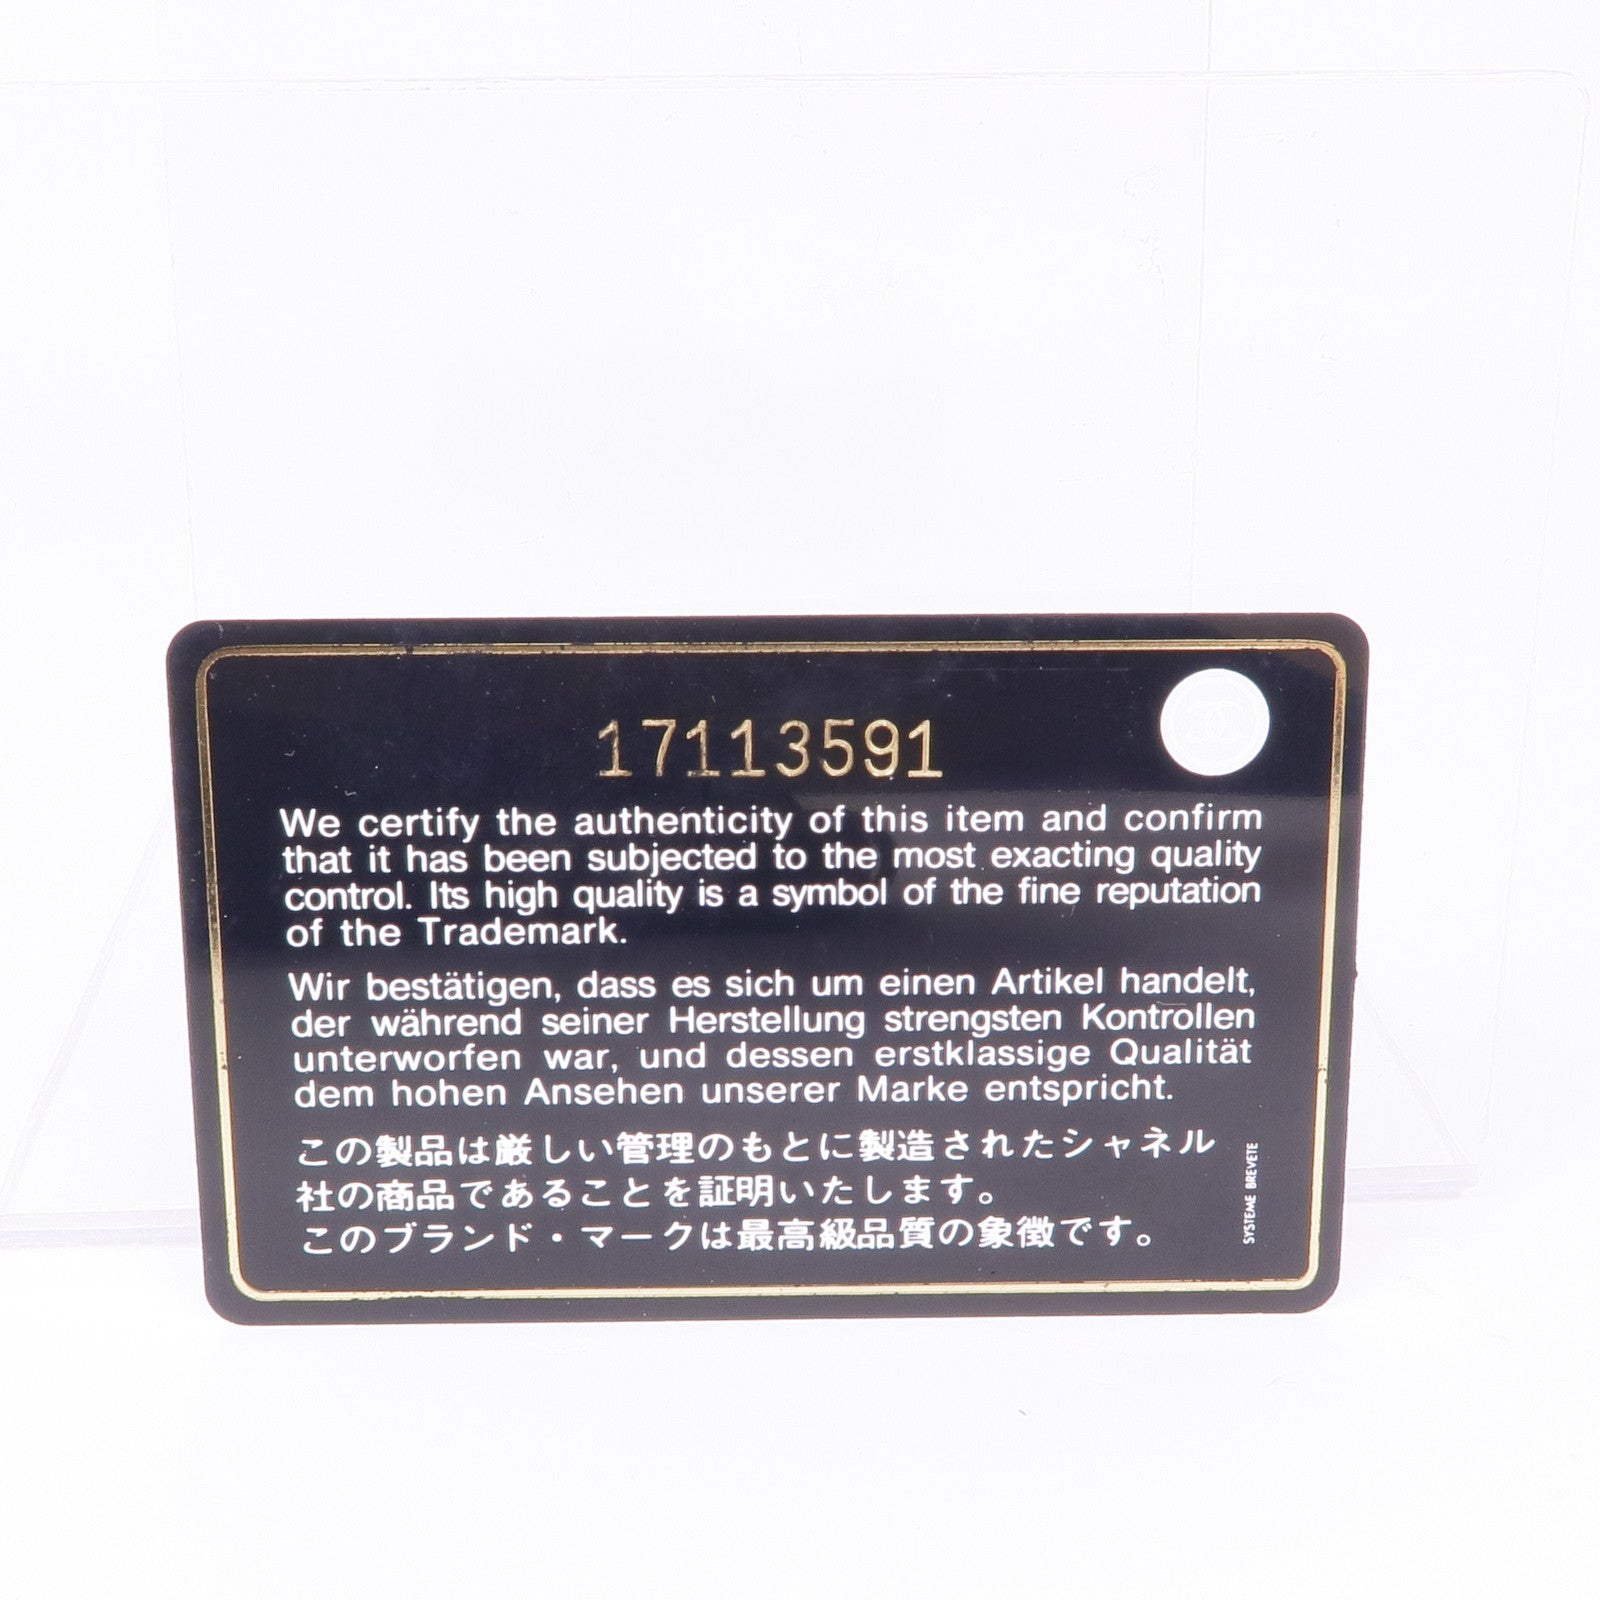 17113591
We certify the authenticity of this item and confirm
that it has been subjected to the most exacting quality
control. Its high quality is a symbol of the fine reputation
of the Trademark.
Wir bestätigen, dass es sich um einen Artikel handelt,
der während seiner Herstellung strengsten Kontrollen
unterworfen war, und dessen erstklassige Qualität
dem hohen Ansehen unserer Marke entspricht.
この製品は厳しい管理のもとに製造されたシャネル
社の商品であることを証明いたします。
このブランド・マークは最高級品質の象徴です。
SYSTEME BREVETE